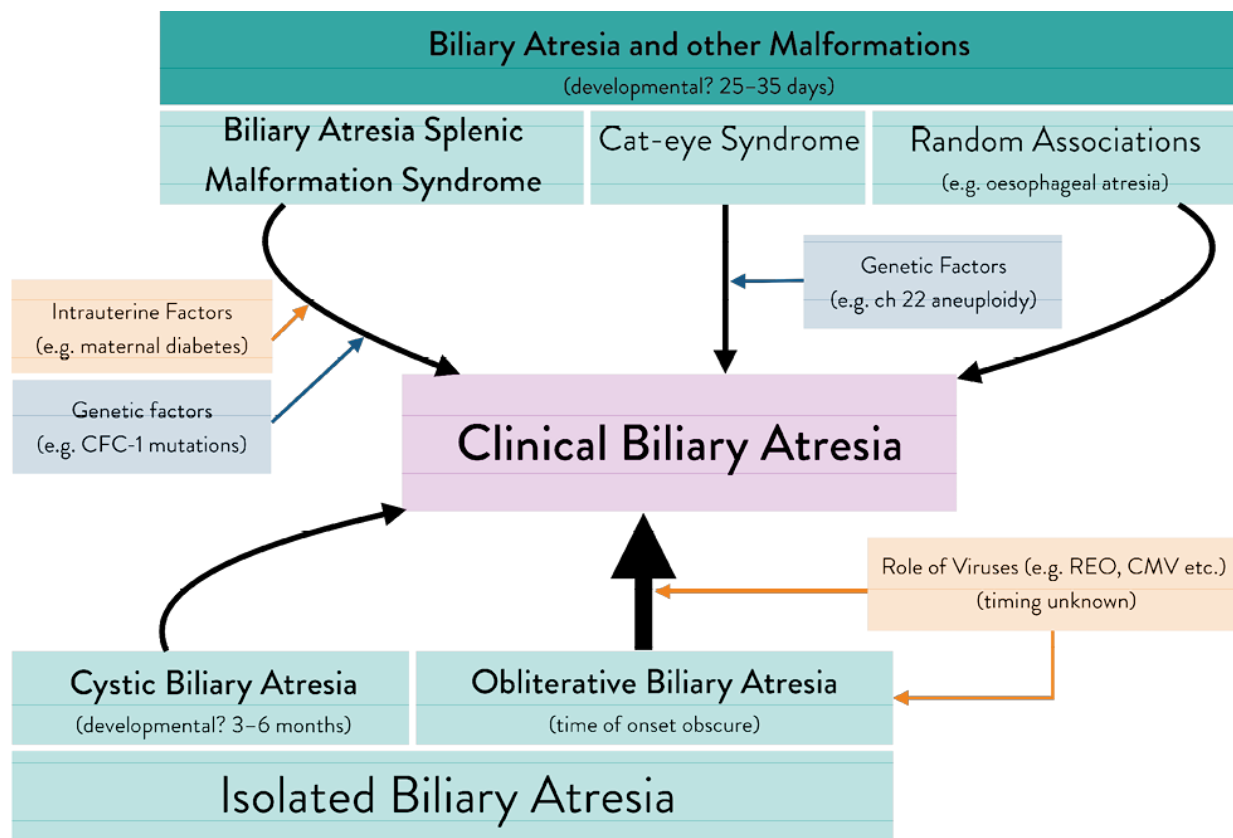 Biliary Atresia and other Malformations
(developmental? 25–35 days)
Biliary Atresia Splenic
Malformation Syndrome
Cat-eye Syndrome
Random Associations
(e.g. oesophageal atresia)
Genetic Factors
(e.g. ch 22 aneuploidy)
Intrauterine Factors
(e.g. maternal diabetes)
Genetic factors
(e.g. CFC-1 mutations)
Clinical Biliary Atresia
Role of Viruses (e.g. REO, CMV etc.)
(timing unknown)
Cystic Biliary Atresia
(developmental? 3–6 months)
Obliterative Biliary Atresia
(time of onset obscure)
Isolated Biliary Atresia